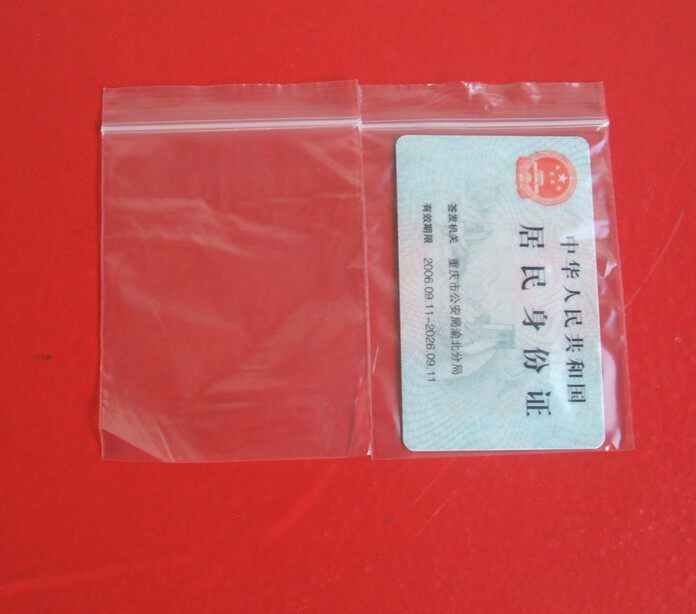 中华人民共和国
居民身份证
签发机关 重庆市公安局渝北分局
有效期限 2006.09.11-2026.09.11